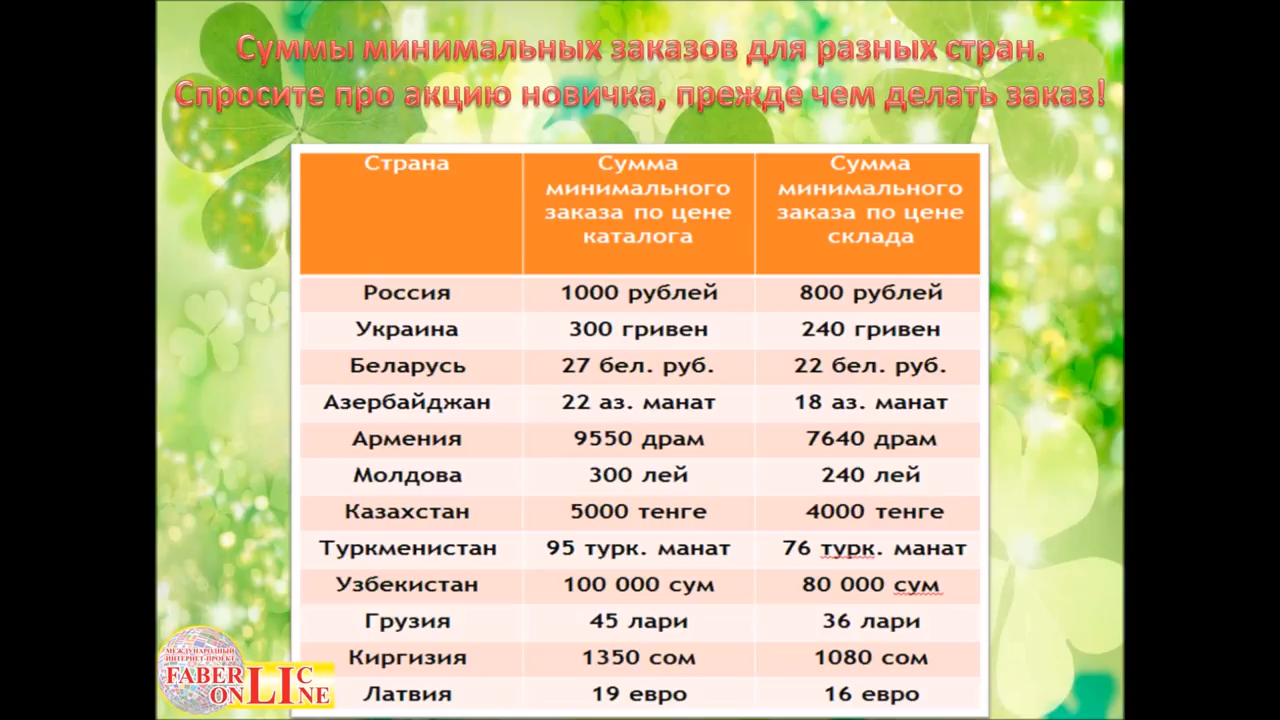 Суммы минимальных заказов для разных стран.
Спросите про акцию новичка, прежде чем делать заказ!
Страна Сумма минимального заказа по цене каталога Сумма минимального заказа по цене склада
Россия 1000 рублей 800 рублей
Украина 300 гривен 240 гривен
Беларусь 27 бел. руб. 22 бел. руб.
Азербайджан 22 аз. манат 18 аз. манат
Армения 9550 драм 7640 драм
Молдова 300 лей 240 лей
Казахстан 5000 тенге 4000 тенге
Туркменистан 95 турк. манат 76 турк. манат
Узбекистан 100 000 сум 80 000 сум
Грузия 45 лари 36 лари
Киргизия 1350 сом 1080 сом
Латвия 19 евро 16 евро
МЕЖДУНАРОДНЫЙ
ИНТЕРНЕТ-ПРОЕКТ
FABERLIC
ONLINE